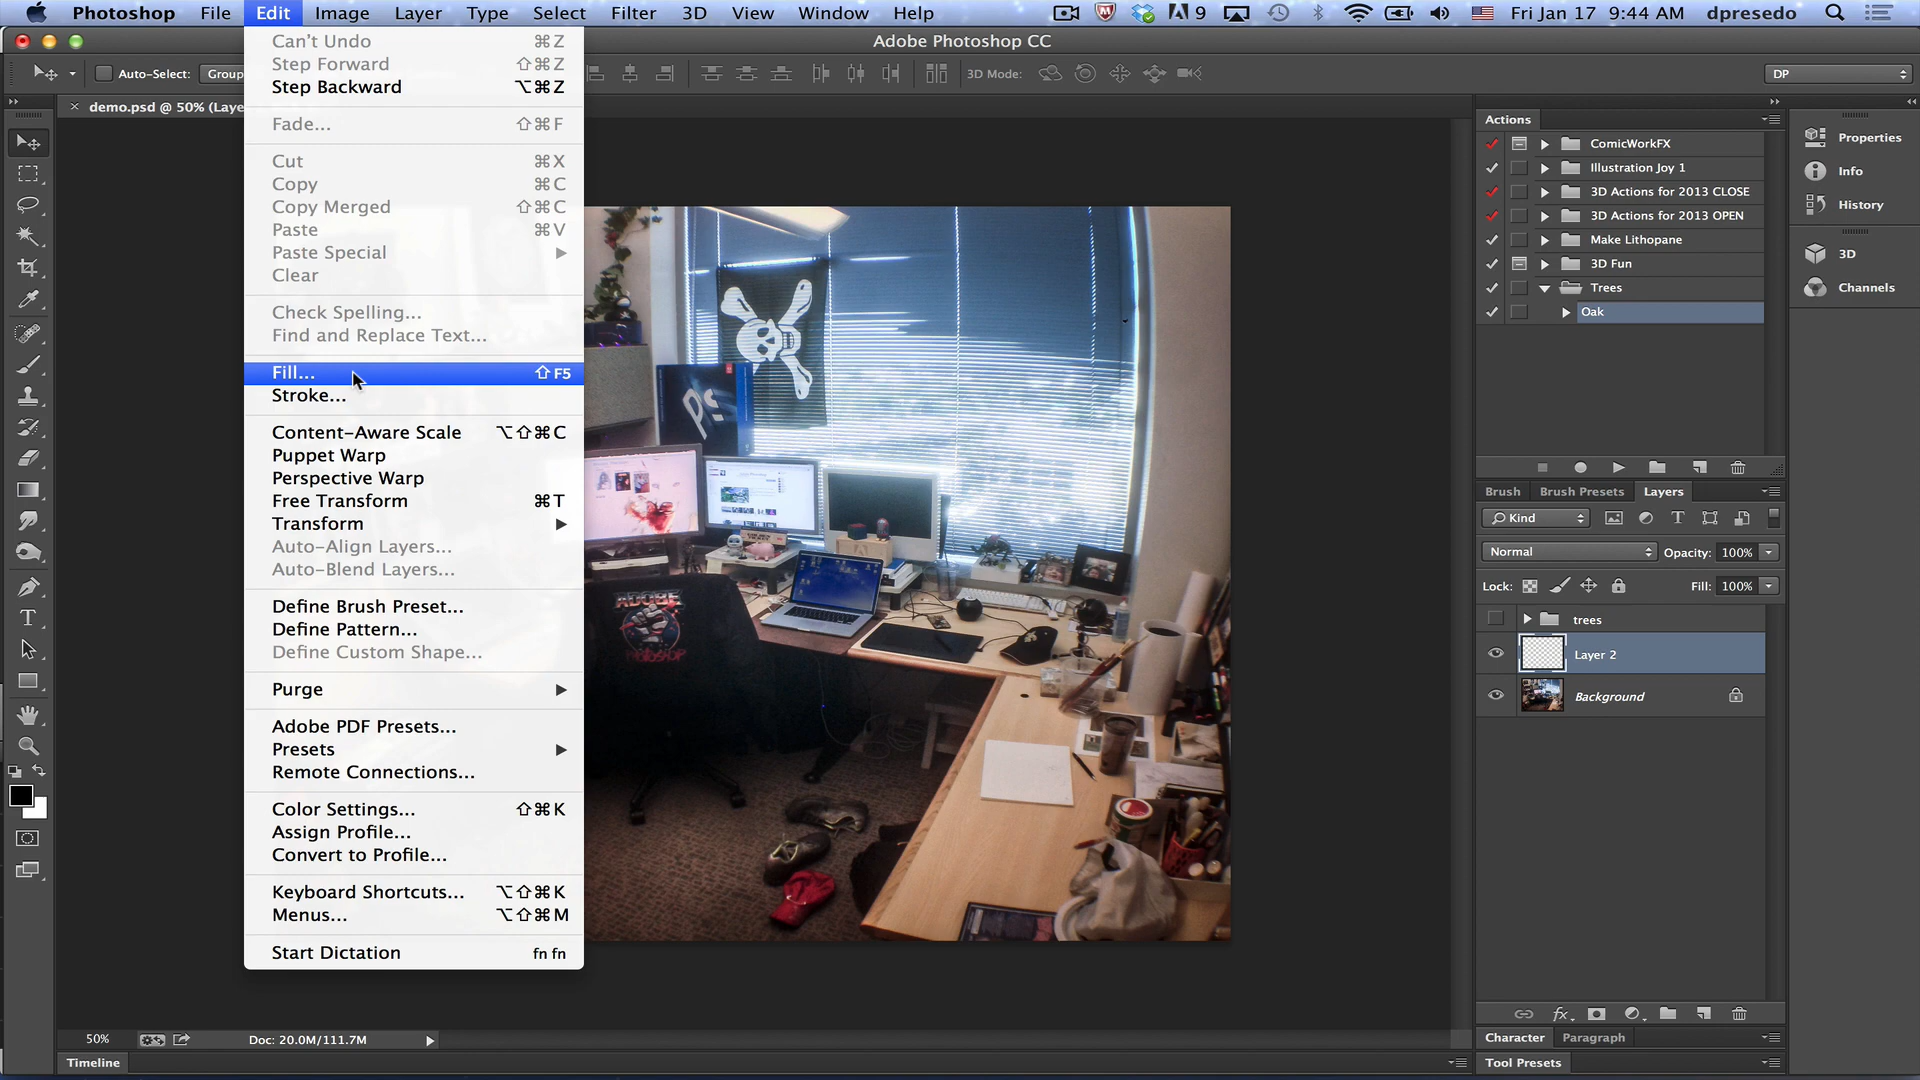 Photoshop File Edit Image Layer Type Select Filter 3D View Window Help 9 Fri Jan 17 9:44 AM dpresedo
Adobe Photoshop CC
Auto-Select: Group 3D Mode: DP
× demo.psd @ 50% (Laye
Can't Undo ⌘Z
Step Forward ⇧⌘Z
Step Backward ⌥⌘Z
Fade... ⇧⌘F
Cut ⌘X
Copy ⌘C
Copy Merged ⇧⌘C
Paste ⌘V
Paste Special
Clear
Check Spelling...
Find and Replace Text...
Fill... ⇧F5
Stroke...
Content-Aware Scale ⌥⇧⌘C
Puppet Warp
Perspective Warp
Free Transform ⌘T
Transform
Auto-Align Layers...
Auto-Blend Layers...
Define Brush Preset...
Define Pattern...
Define Custom Shape...
Purge
Adobe PDF Presets...
Presets
Remote Connections...
Color Settings... ⇧⌘K
Assign Profile...
Convert to Profile...
Keyboard Shortcuts... ⌥⇧⌘K
Menus... ⌥⇧⌘M
Start Dictation fn fn
Ps
ADOBE
PHOTOSHOP
Actions
ComicWorkFX
Illustration Joy 1
3D Actions for 2013 CLOSE
3D Actions for 2013 OPEN
Make Lithopane
3D Fun
Trees
Oak
Properties
Info
History
3D
Channels
Brush Brush Presets Layers
Kind
Normal Opacity: 100%
Lock: Fill: 100%
trees
Layer 2
Background
fx
Character Paragraph
Tool Presets
50% Doc: 20.0M/111.7M
Timeline